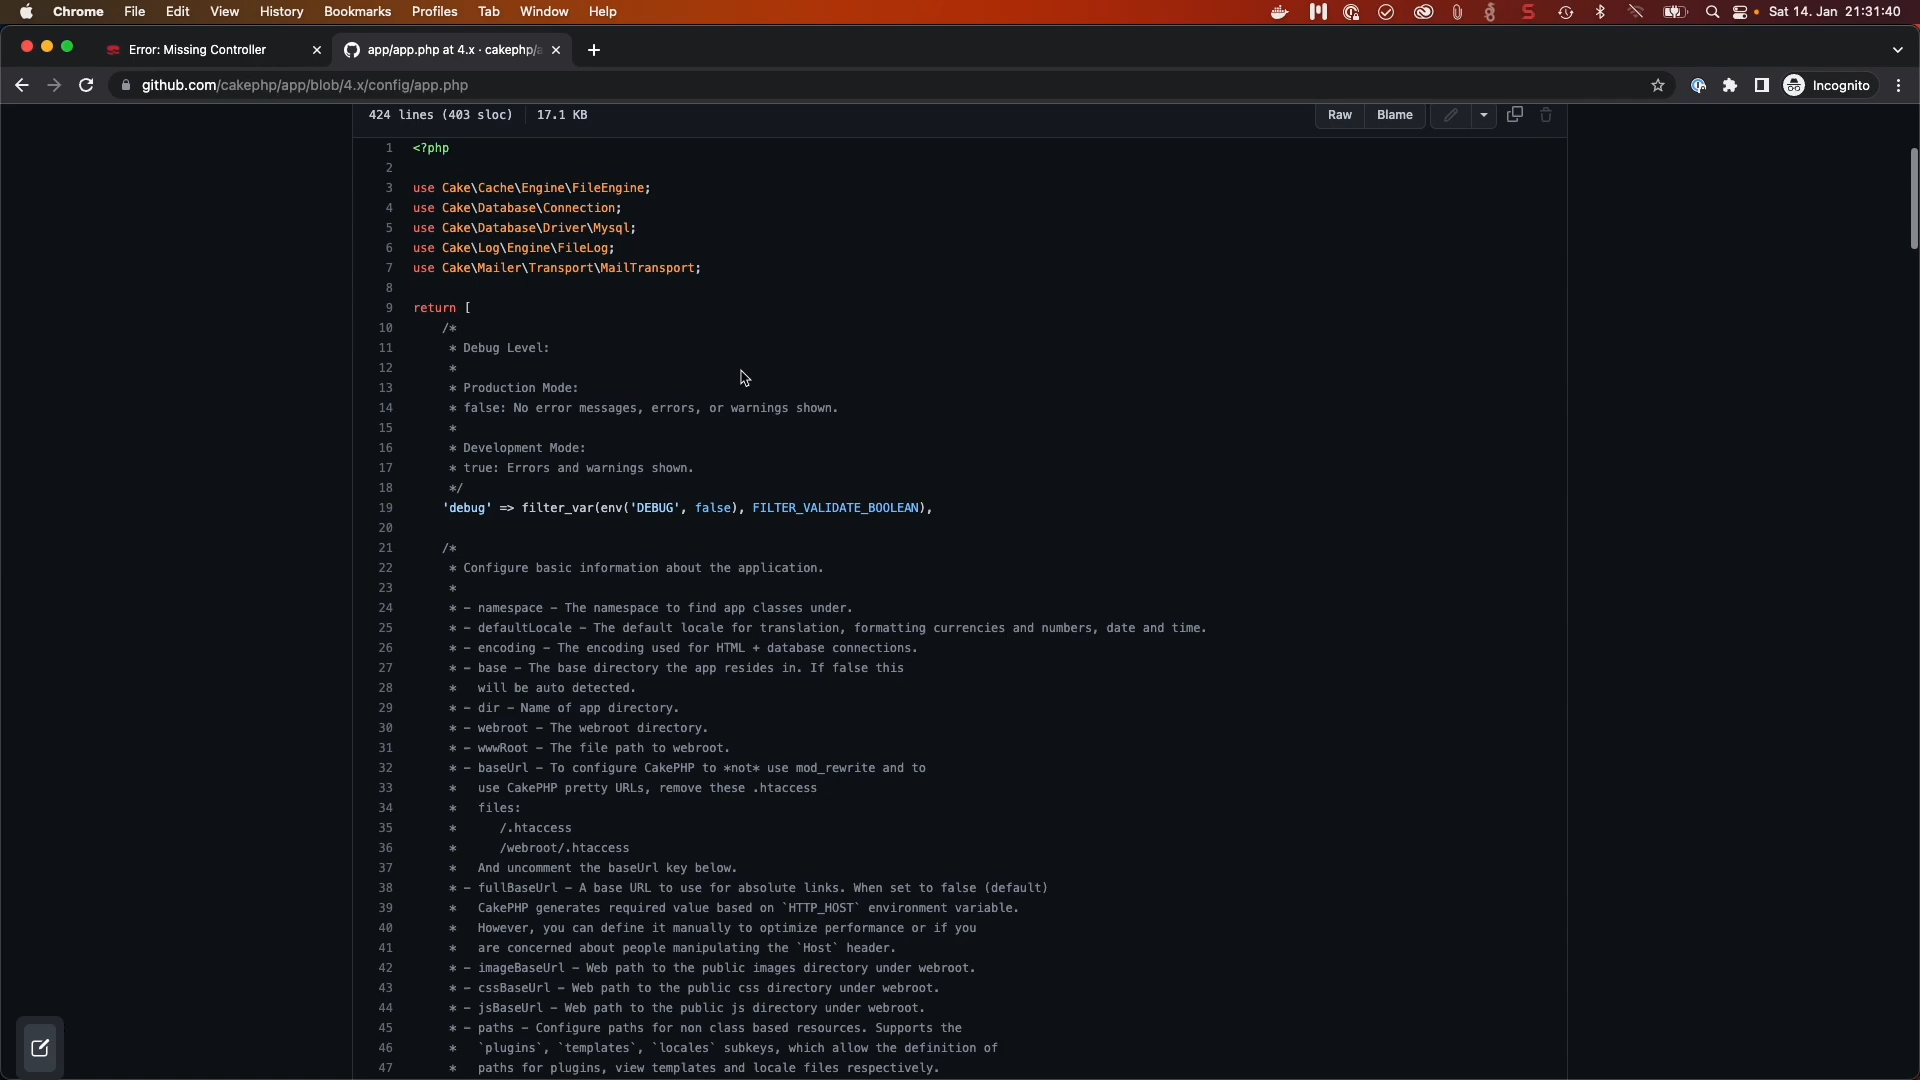 Chrome File Edit View History Bookmarks Profiles Tab Window Help Sat 14. Jan 21:31:40
Error: Missing Controller app/app.php at 4.x · cakephp/a
github.com/cakephp/app/blob/4.x/config/app.php Incognito
424 lines (403 sloc) 17.1 KB Raw Blame
1 <?php
2
3 use Cake\Cache\Engine\FileEngine;
4 use Cake\Database\Connection;
5 use Cake\Database\Driver\Mysql;
6 use Cake\Log\Engine\FileLog;
7 use Cake\Mailer\Transport\MailTransport;
8
9 return [
10 /*
11 * Debug Level:
12 *
13 * Production Mode:
14 * false: No error messages, errors, or warnings shown.
15 *
16 * Development Mode:
17 * true: Errors and warnings shown.
18 */
19 'debug' => filter_var(env('DEBUG', false), FILTER_VALIDATE_BOOLEAN),
20
21 /*
22 * Configure basic information about the application.
23 *
24 * - namespace - The namespace to find app classes under.
25 * - defaultLocale - The default locale for translation, formatting currencies and numbers, date and time.
26 * - encoding - The encoding used for HTML + database connections.
27 * - base - The base directory the app resides in. If false this
28 * will be auto detected.
29 * - dir - Name of app directory.
30 * - webroot - The webroot directory.
31 * - wwwRoot - The file path to webroot.
32 * - baseUrl - To configure CakePHP to *not* use mod_rewrite and to
33 * use CakePHP pretty URLs, remove these .htaccess
34 * files:
35 * /.htaccess
36 * /webroot/.htaccess
37 * And uncomment the baseUrl key below.
38 * - fullBaseUrl - A base URL to use for absolute links. When set to false (default)
39 * CakePHP generates required value based on `HTTP_HOST` environment variable.
40 * However, you can define it manually to optimize performance or if you
41 * are concerned about people manipulating the `Host` header.
42 * - imageBaseUrl - Web path to the public images directory under webroot.
43 * - cssBaseUrl - Web path to the public css directory under webroot.
44 * - jsBaseUrl - Web path to the public js directory under webroot.
45 * - paths - Configure paths for non class based resources. Supports the
46 * `plugins`, `templates`, `locales` subkeys, which allow the definition of
47 * paths for plugins, view templates and locale files respectively.